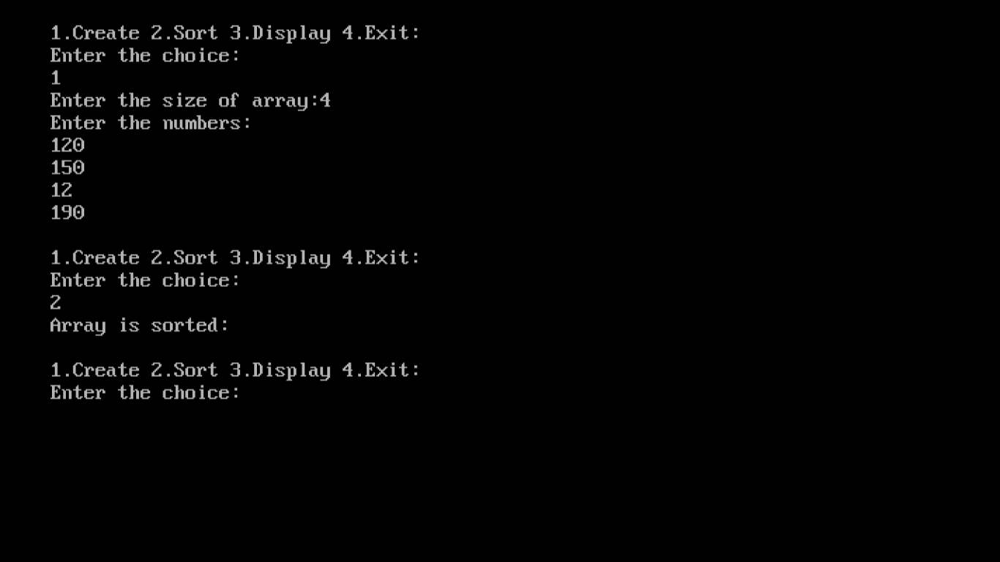 1.Create 2.Sort 3.Display 4.Exit:
Enter the choice:
1
Enter the size of array:4
Enter the numbers:
120
150
12
190
1.Create 2.Sort 3.Display 4.Exit:
Enter the choice:
2
Array is sorted:
1.Create 2.Sort 3.Display 4.Exit:
Enter the choice: